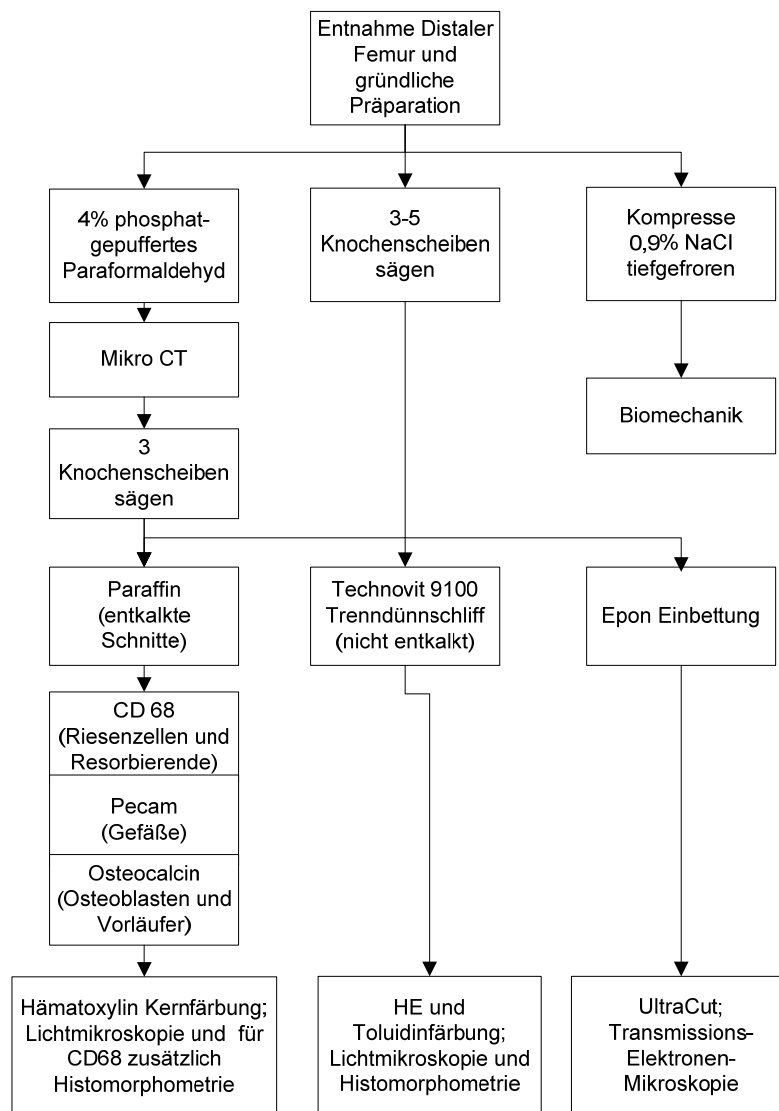 Entnahme Distaler
Femur und
gründliche
Präparation
4% phosphat-
gepuffertes
Paraformaldehyd
3-5
Knochenscheiben
sägen
Kompresse
0,9% NaCl
tiefgefroren
Mikro CT
Biomechanik
3
Knochenscheiben
sägen
Paraffin
(entkalkte
Schnitte)
Technovit 9100
Trenndünnschliff
(nicht entkalkt)
Epon Einbettung
CD 68
(Riesenzellen und
Resorbierende)
Pecam
(Gefäße)
Osteocalcin
(Osteoblasten und
Vorläufer)
Hämatoxylin Kernfärbung;
Lichtmikroskopie und für
CD68 zusätzlich
Histomorphometrie
HE und
Toluidinfärbung;
Lichtmikroskopie und
Histomorphometrie
UltraCut;
Transmissions-
Elektronen-
Mikroskopie